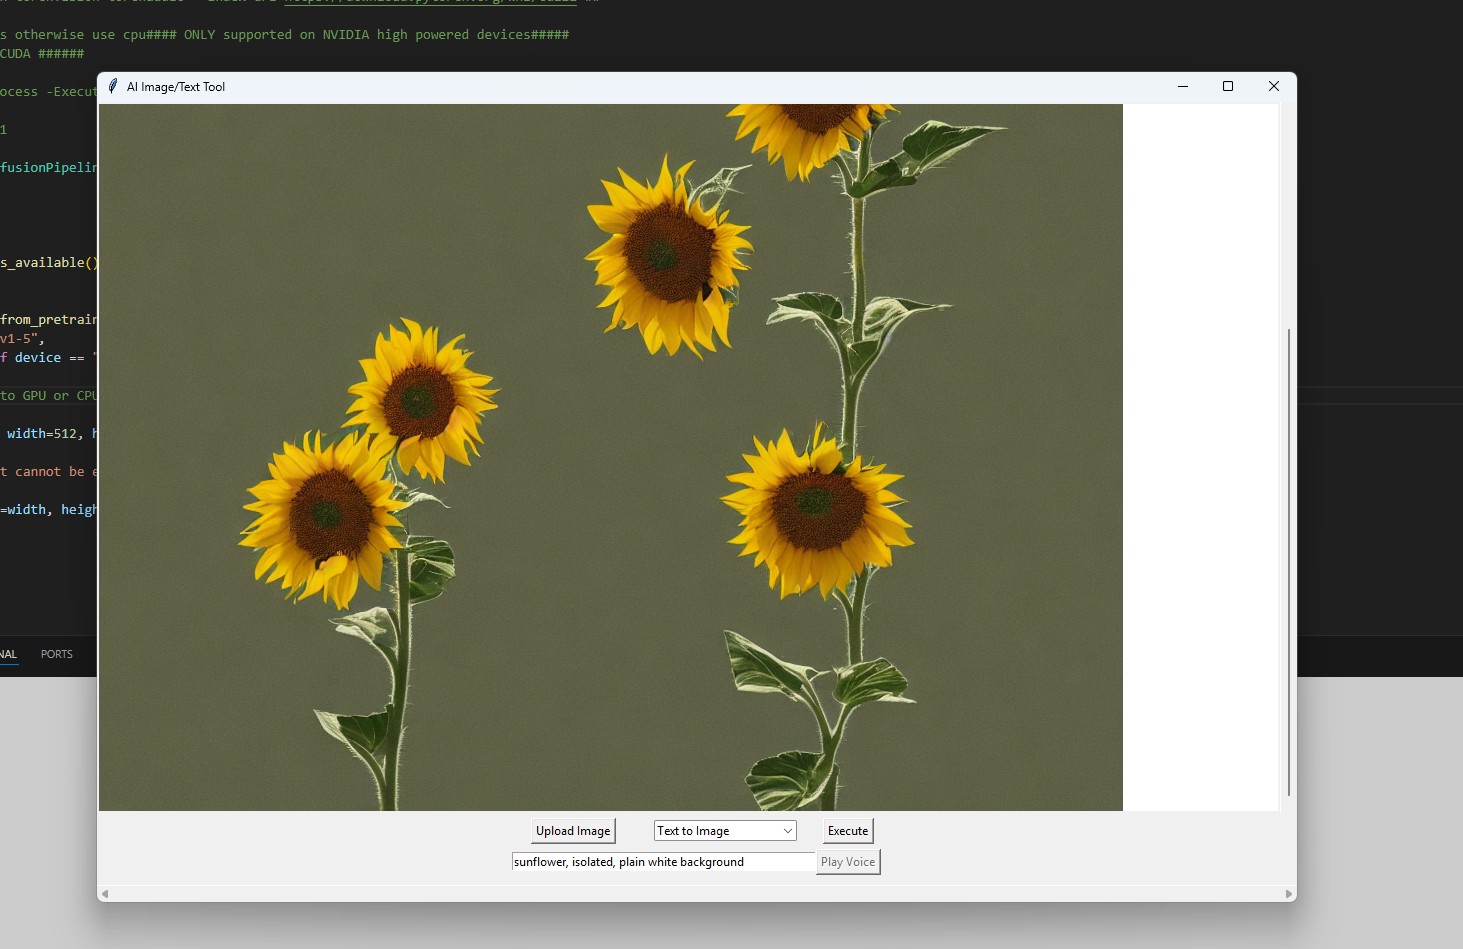 s otherwise use cpu#### ONLY supported on NVIDIA high powered devices#####
CUDA ######
ocess -Execut
AI Image/Text Tool
1
fusionPipelin
s_available()
from_pretrain
v1-5",
f device == "
to GPU or CPU
width=512, h
t cannot be e
=width, heigh
NAL PORTS
Upload Image Text to Image Execute
sunflower, isolated, plain white background Play Voice